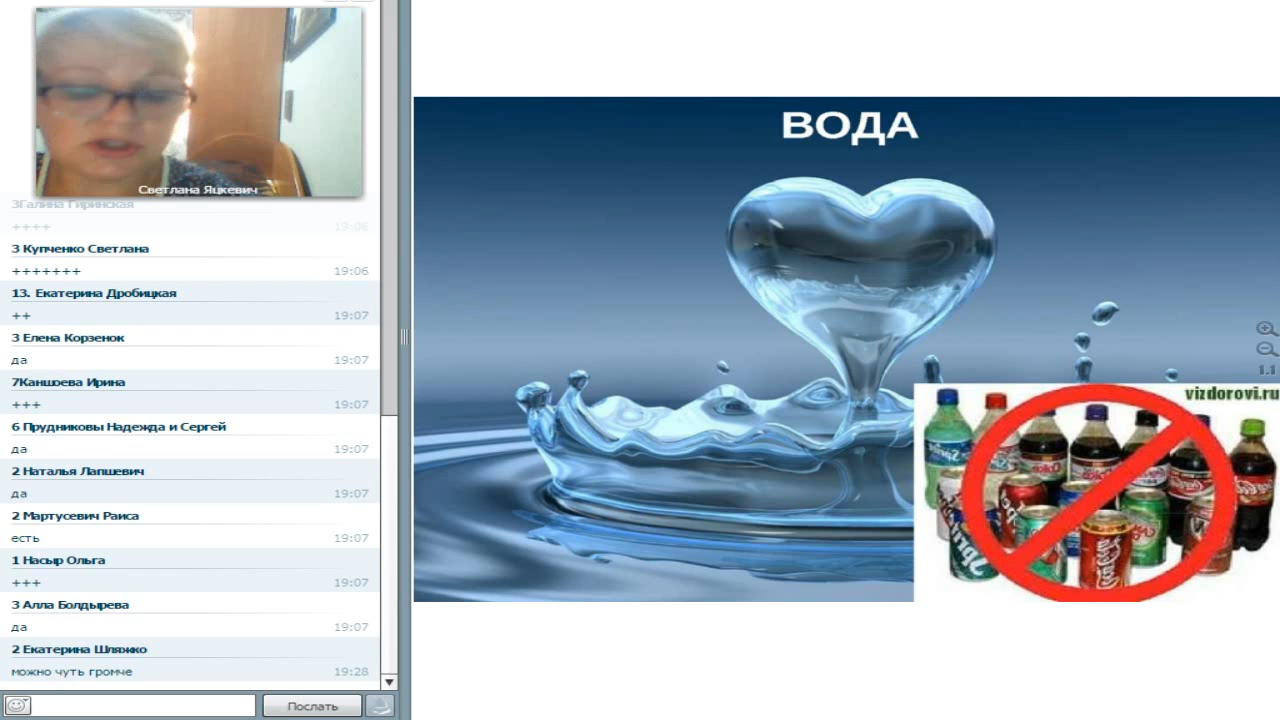 Светлана Яцкевич
3Галина Гиринская
++++
19:06
3 Купченко Светлана
+++++++
19:06
13. Екатерина Дробицкая
++
19:07
3 Елена Корзенок
да
19:07
7Каншоева Ирина
+++
19:07
6 Прудниковы Надежда и Сергей
да
19:07
2 Наталья Лапшевич
да
19:07
2 Мартусевич Раиса
есть
19:07
1 Насыр Ольга
+++
19:07
3 Алла Болдырева
да
19:07
2 Екатерина Шляжко
можно чуть громче
19:28
Послать
ВОДА
vizdorovi.ru
1:1